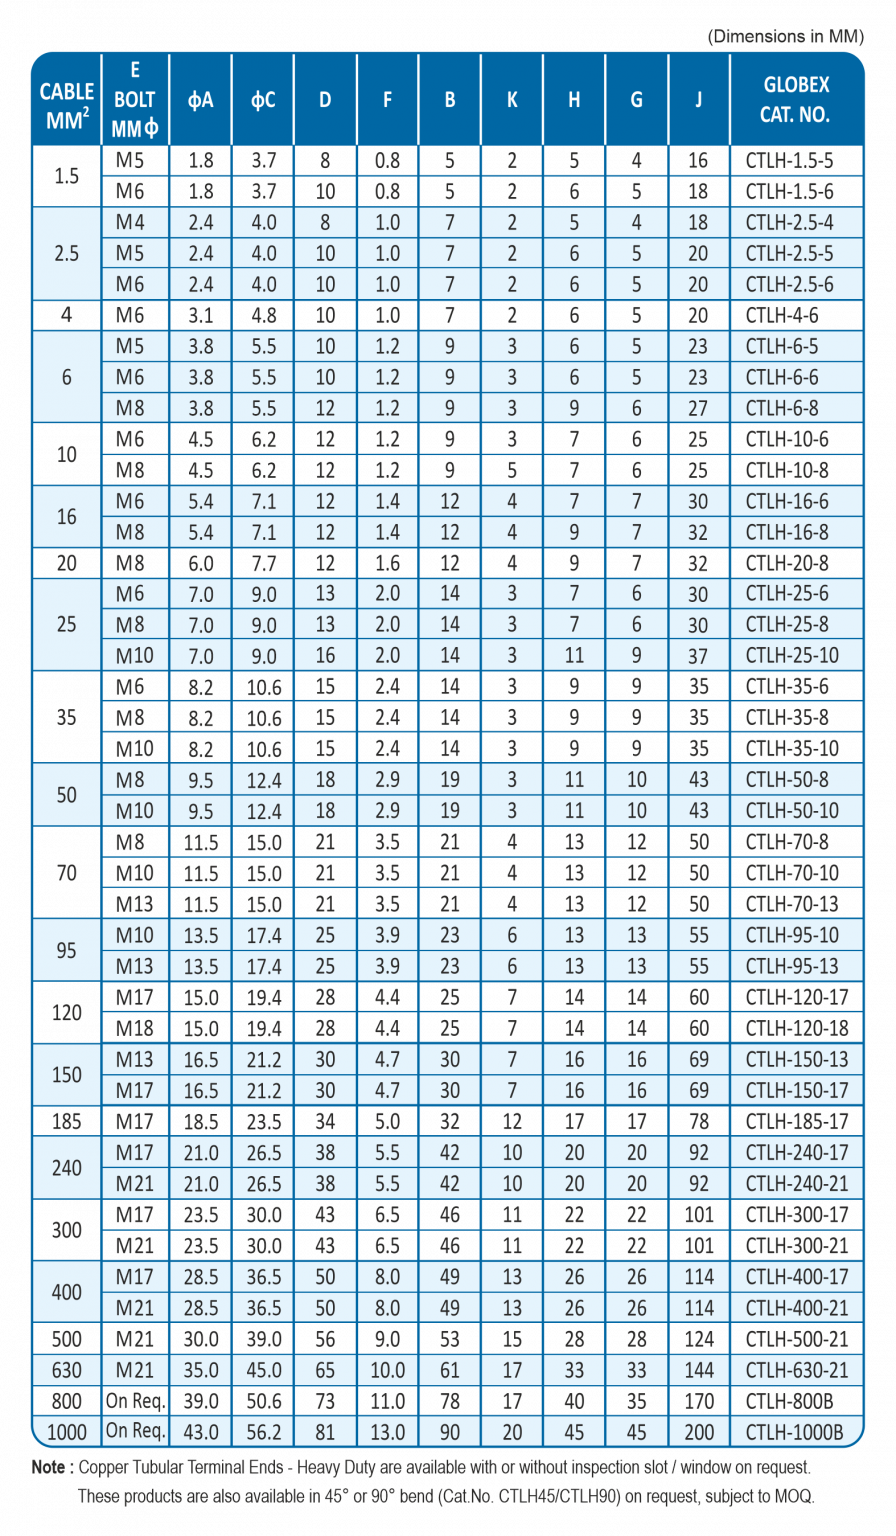 (Dimensions in MM)
CABLE MM² E BOLT MM ϕ ϕA ϕC D F B K H G J GLOBEX CAT. NO.
1.5 M5 1.8 3.7 8 0.8 5 2 5 4 16 CTLH-1.5-5
M6 1.8 3.7 10 0.8 5 2 6 5 18 CTLH-1.5-6
2.5 M4 2.4 4.0 8 1.0 7 2 5 4 18 CTLH-2.5-4
M5 2.4 4.0 10 1.0 7 2 6 5 20 CTLH-2.5-5
M6 2.4 4.0 10 1.0 7 2 6 5 20 CTLH-2.5-6
4 M6 3.1 4.8 10 1.0 7 2 6 5 20 CTLH-4-6
6 M5 3.8 5.5 10 1.2 9 3 6 5 23 CTLH-6-5
M6 3.8 5.5 10 1.2 9 3 6 5 23 CTLH-6-6
M8 3.8 5.5 12 1.2 9 3 9 6 27 CTLH-6-8
10 M6 4.5 6.2 12 1.2 9 3 7 6 25 CTLH-10-6
M8 4.5 6.2 12 1.2 9 5 7 6 25 CTLH-10-8
16 M6 5.4 7.1 12 1.4 12 4 7 7 30 CTLH-16-6
M8 5.4 7.1 12 1.4 12 4 9 7 32 CTLH-16-8
20 M8 6.0 7.7 12 1.6 12 4 9 7 32 CTLH-20-8
25 M6 7.0 9.0 13 2.0 14 3 7 6 30 CTLH-25-6
M8 7.0 9.0 13 2.0 14 3 7 6 30 CTLH-25-8
M10 7.0 9.0 16 2.0 14 3 11 9 37 CTLH-25-10
35 M6 8.2 10.6 15 2.4 14 3 9 9 35 CTLH-35-6
M8 8.2 10.6 15 2.4 14 3 9 9 35 CTLH-35-8
M10 8.2 10.6 15 2.4 14 3 9 9 35 CTLH-35-10
50 M8 9.5 12.4 18 2.9 19 3 11 10 43 CTLH-50-8
M10 9.5 12.4 18 2.9 19 3 11 10 43 CTLH-50-10
70 M8 11.5 15.0 21 3.5 21 4 13 12 50 CTLH-70-8
M10 11.5 15.0 21 3.5 21 4 13 12 50 CTLH-70-10
M13 11.5 15.0 21 3.5 21 4 13 12 50 CTLH-70-13
95 M10 13.5 17.4 25 3.9 23 6 13 13 55 CTLH-95-10
M13 13.5 17.4 25 3.9 23 6 13 13 55 CTLH-95-13
120 M17 15.0 19.4 28 4.4 25 7 14 14 60 CTLH-120-17
M18 15.0 19.4 28 4.4 25 7 14 14 60 CTLH-120-18
150 M13 16.5 21.2 30 4.7 30 7 16 16 69 CTLH-150-13
M17 16.5 21.2 30 4.7 30 7 16 16 69 CTLH-150-17
185 M17 18.5 23.5 34 5.0 32 12 17 17 78 CTLH-185-17
240 M17 21.0 26.5 38 5.5 42 10 20 20 92 CTLH-240-17
M21 21.0 26.5 38 5.5 42 10 20 20 92 CTLH-240-21
300 M17 23.5 30.0 43 6.5 46 11 22 22 101 CTLH-300-17
M21 23.5 30.0 43 6.5 46 11 22 22 101 CTLH-300-21
400 M17 28.5 36.5 50 8.0 49 13 26 26 114 CTLH-400-17
M21 28.5 36.5 50 8.0 49 13 26 26 114 CTLH-400-21
500 M21 30.0 39.0 56 9.0 53 15 28 28 124 CTLH-500-21
630 M21 35.0 45.0 65 10.0 61 17 33 33 144 CTLH-630-21
800 On Req. 39.0 50.6 73 11.0 78 17 40 35 170 CTLH-800B
1000 On Req. 43.0 56.2 81 13.0 90 20 45 45 200 CTLH-1000B
Note : Copper Tubular Terminal Ends - Heavy Duty are available with or without inspection slot / window on request.
These products are also available in 45° or 90° bend (Cat.No. CTLH45/CTLH90) on request, subject to MOQ.